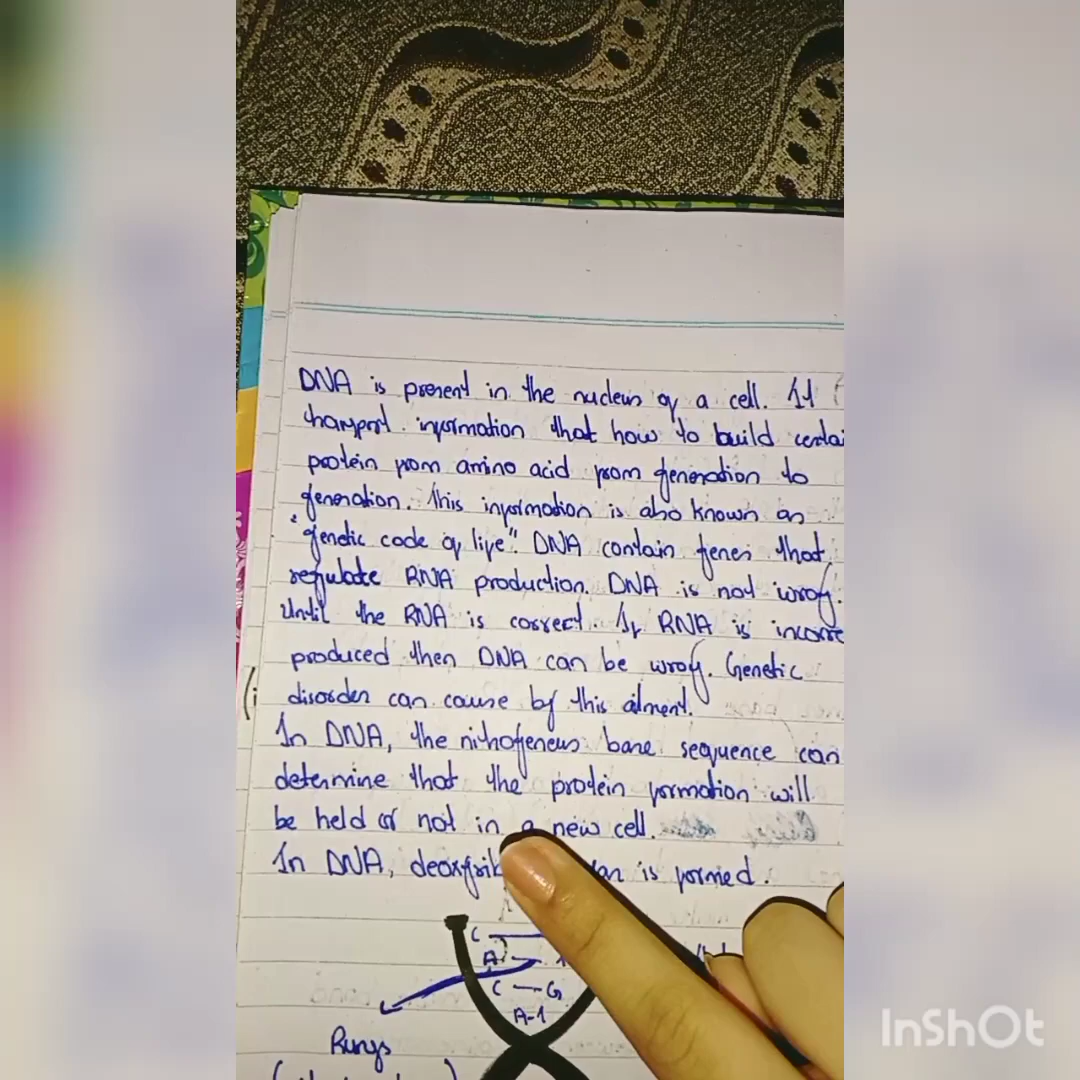 DNA is present in the nucleus of a cell. It
transport information that how to build certai
protein from amino acid from generation to
generation. This information is also known as
"genetic code of life". DNA contain genes that
regulate RNA production. DNA is not wrong.
Until the RNA is correct. If RNA is incorre
produced then DNA can be wrong. Genetic
disorder can cause by this ailment.
In DNA, the nitrogeneus base sequence can
determine that the protein formation will
be held or not in a new cell.
In DNA, deoxyrib is formed.
C
A
C — G
A-T
Rungs
InShOt